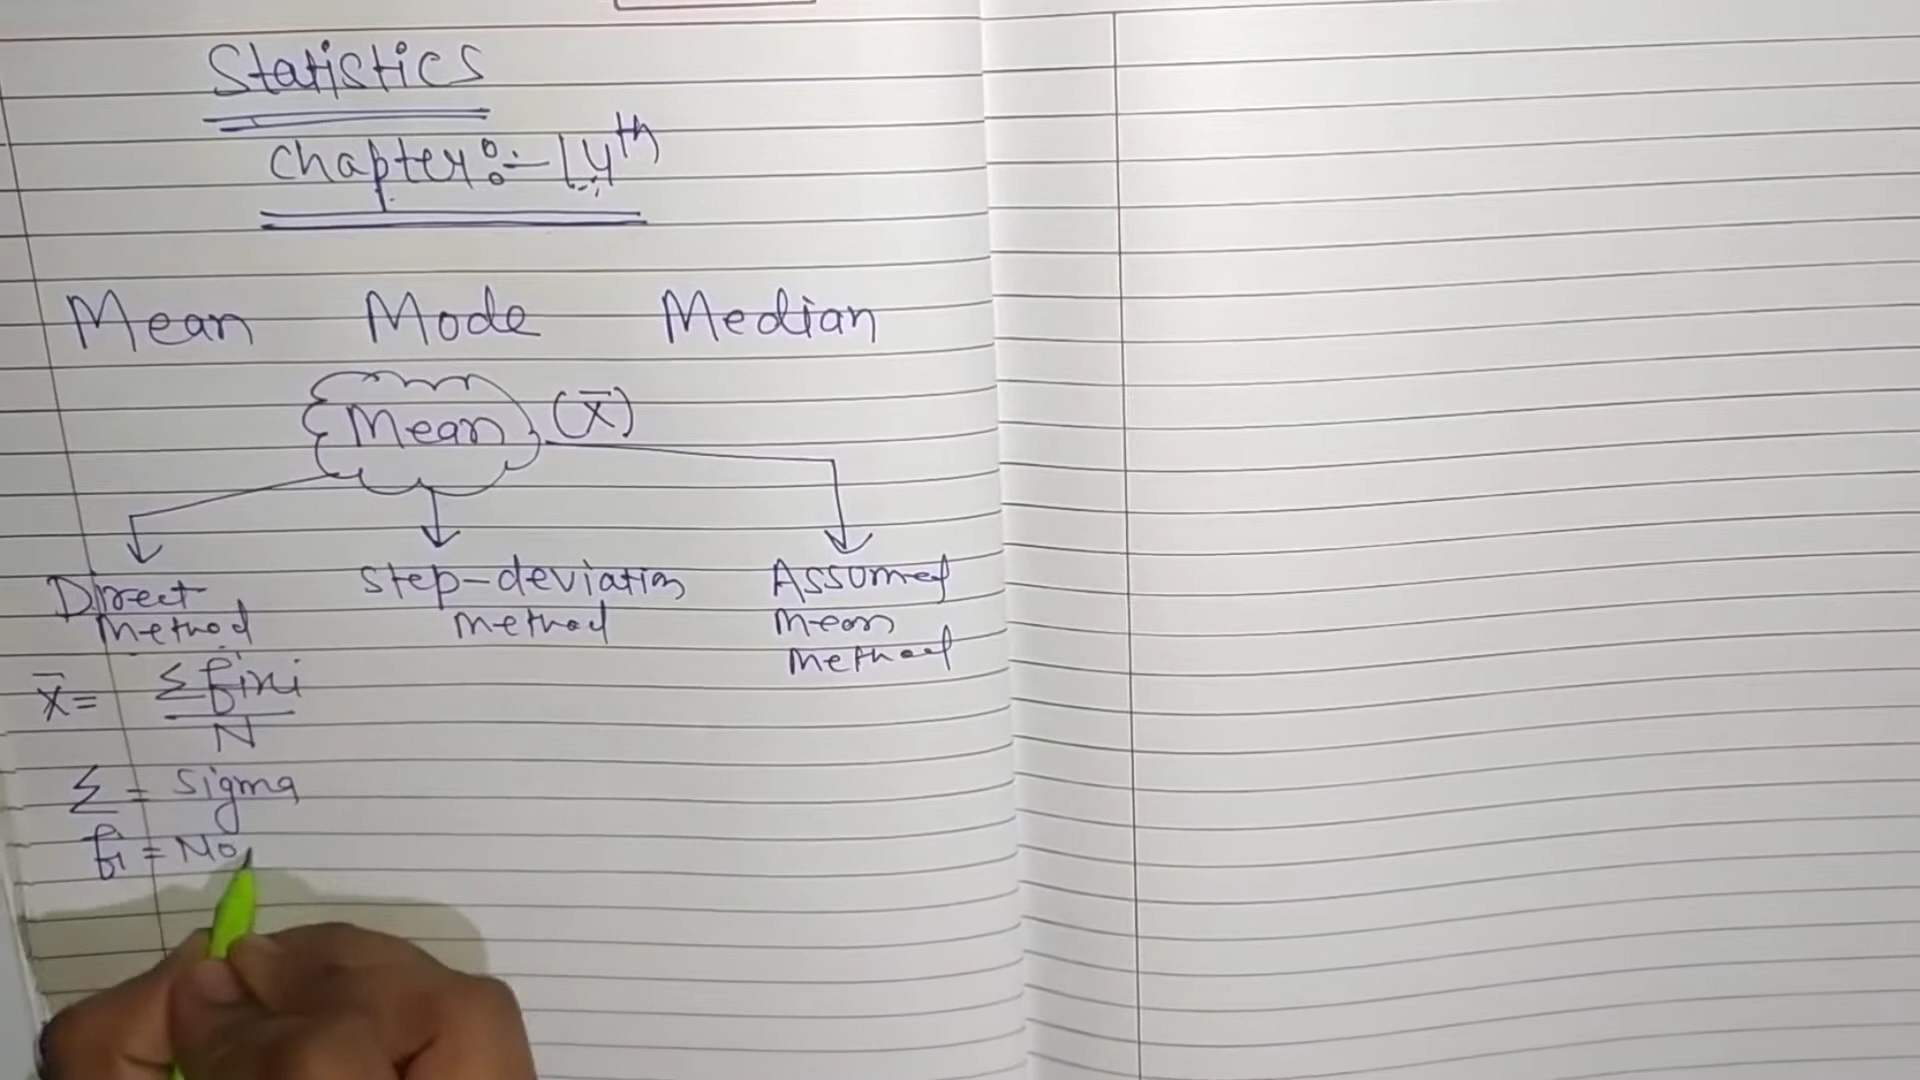 Statistics
Chapter:- 14th
Mean Mode Median
Mean (x̄)
Direct Method
Step-deviation Method
Assumed Mean Method
x̄ = Σfixi / N
Σ = Sigma
fi = No